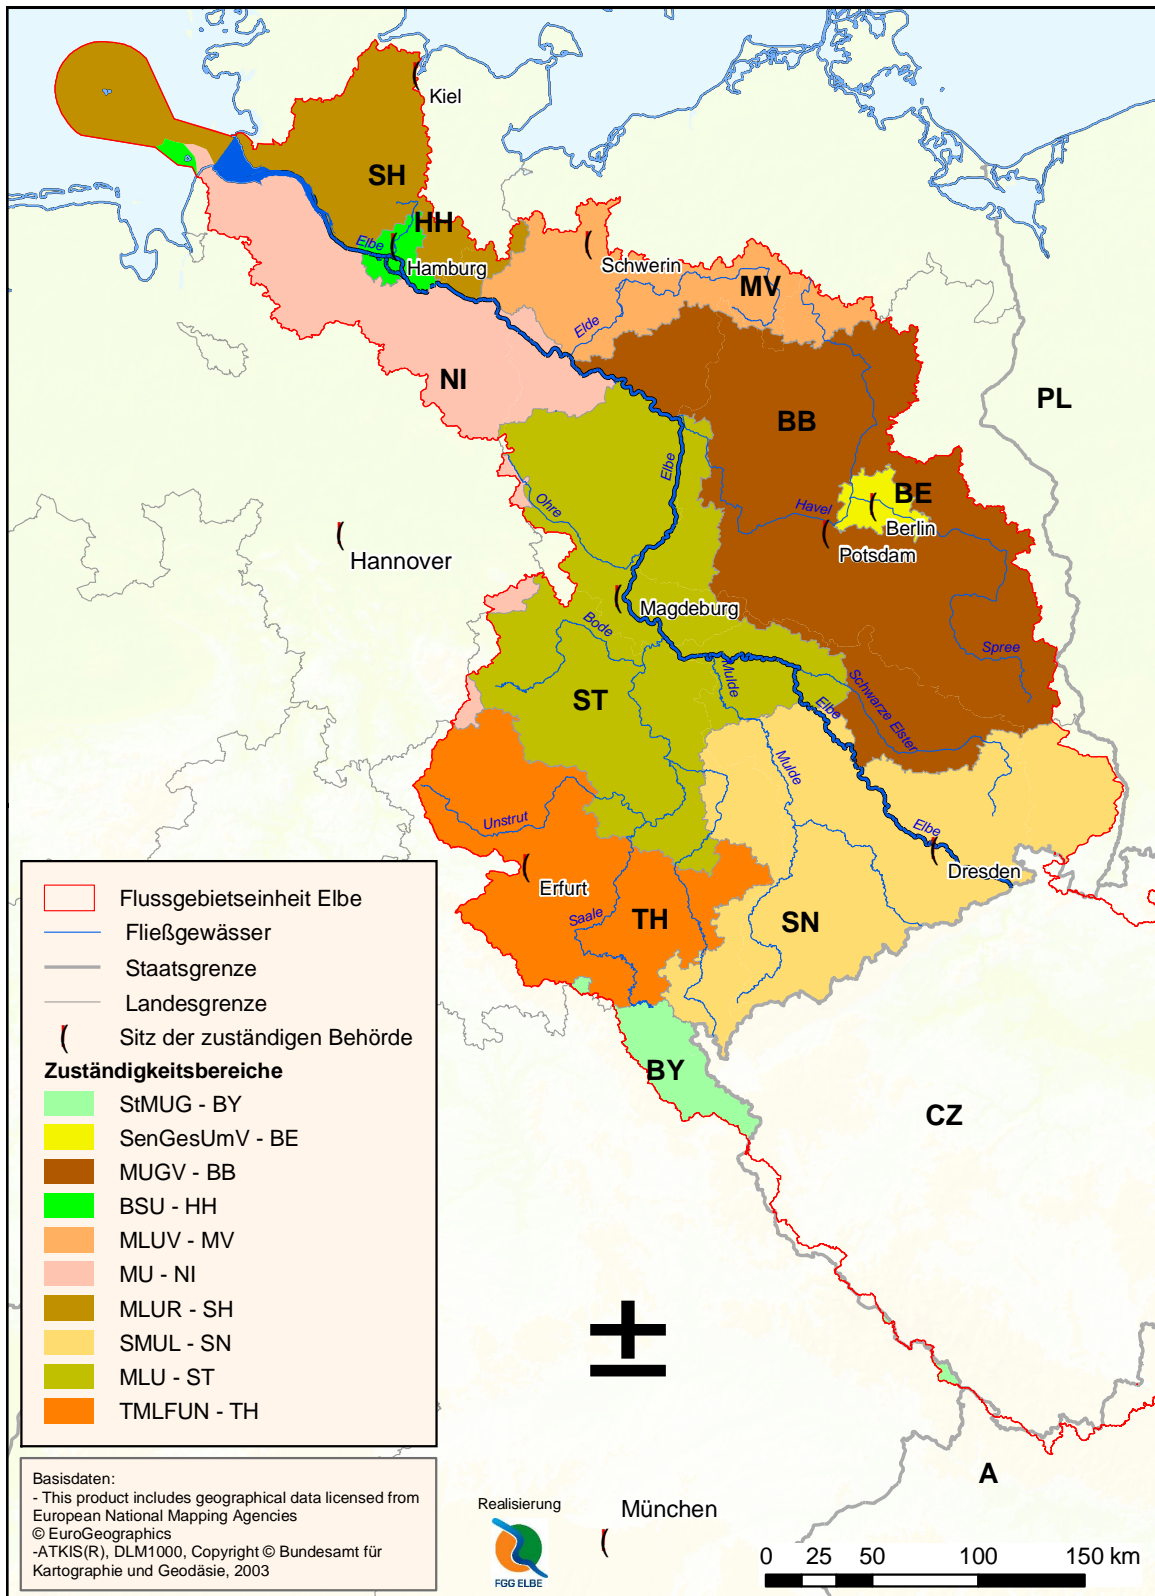 Kiel
SH
HH
Elbe
Hamburg
Schwerin
MV
Elde
NI
PL
BB
Elbe
BE
Ohre
Havel
Berlin
Hannover
Potsdam
Magdeburg
Bode
Spree
Mulde
Schwarze Elster
ST
Elbe
Mulde
Unstrut
Elbe
Dresden
Erfurt
Saale
TH
SN
BY
CZ
A
München
Flussgebietseinheit Elbe
Fließgewässer
Staatsgrenze
Landesgrenze
Sitz der zuständigen Behörde
Zuständigkeitsbereiche
StMUG - BY
SenGesUmV - BE
MUGV - BB
BSU - HH
MLUV - MV
MU - NI
MLUR - SH
SMUL - SN
MLU - ST
TMLFUN - TH
Basisdaten:
- This product includes geographical data licensed from
European National Mapping Agencies
© EuroGeographics
-ATKIS(R), DLM1000, Copyright © Bundesamt für
Kartographie und Geodäsie, 2003
Realisierung
FGG ELBE
0 25 50 100 150 km